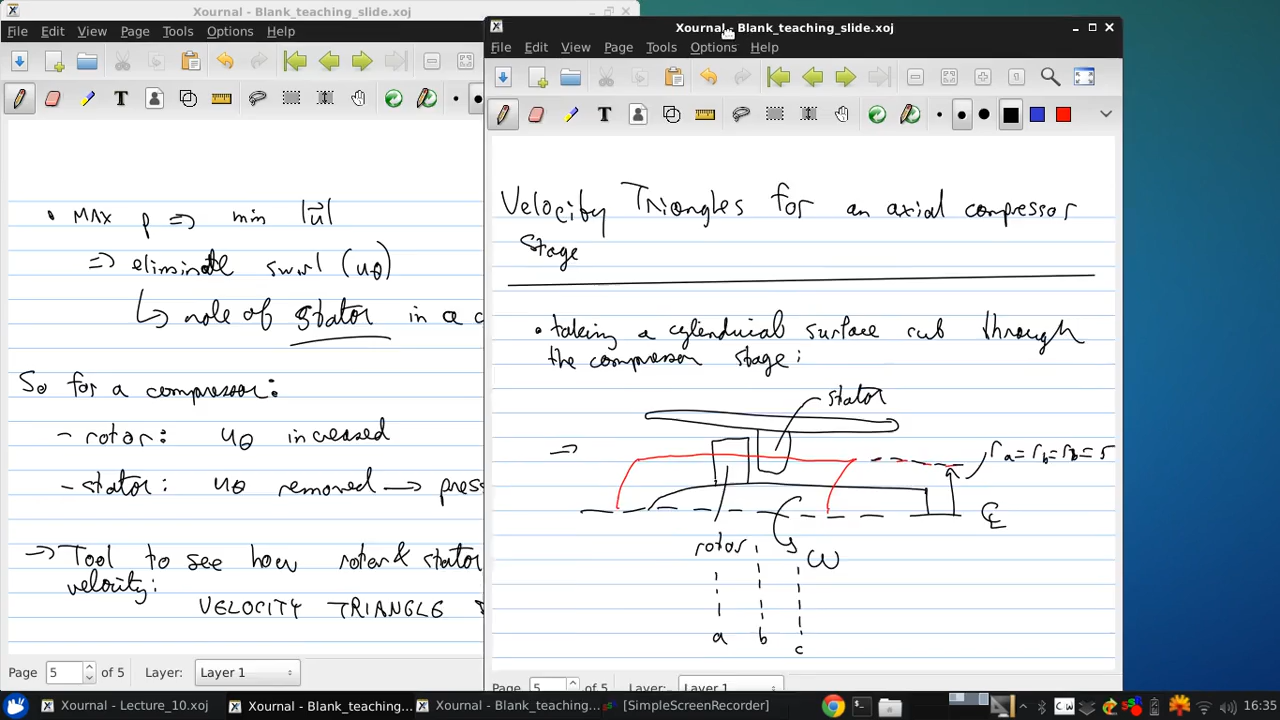 Xournal - Blank_teaching_slide.xoj
File Edit View Page Tools Options Help
• MAX p => min |u|
=> eliminate swirl (uθ)
↳ role of stator in a c
So for a compressor:
- rotor: uθ increased
- stator: uθ removed → press
=> Tool to see how rotor & stator
velocity:
VELOCITY TRIANGLE
Page 5 of 5 Layer: Layer 1
Xournal - Blank_teaching_slide.xoj
File Edit View Page Tools Options Help
Velocity Triangles for an axial compressor
stage
• taking a cylindrical surface cut through
the compressor stage:
stator
=>
ra = rb = rb = r
CL
rotor
ω
a b c
Page 5 of 5 Layer: Layer 1
Xournal - Lecture_10.xoj
Xournal - Blank_teaching...
Xournal - Blank_teaching...
[SimpleScreenRecorder]
16:35